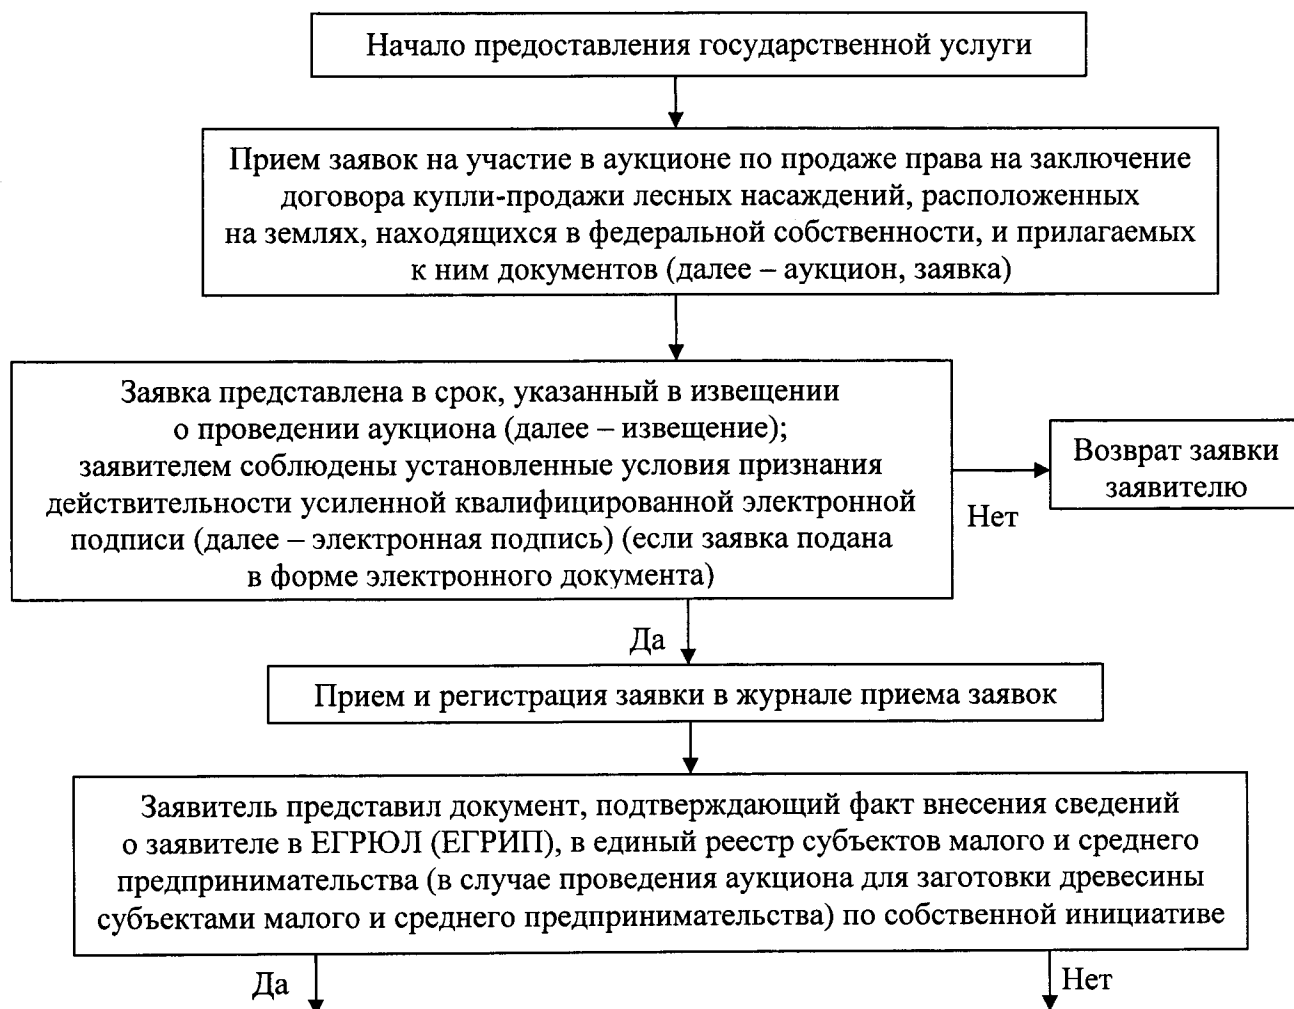 Начало предоставления государственной услуги
Прием заявок на участие в аукционе по продаже права на заключение
договора купли-продажи лесных насаждений, расположенных
на землях, находящихся в федеральной собственности, и прилагаемых
к ним документов (далее – аукцион, заявка)
Заявка представлена в срок, указанный в извещении
о проведении аукциона (далее – извещение);
заявителем соблюдены установленные условия признания
действительности усиленной квалифицированной электронной
подписи (далее – электронная подпись) (если заявка подана
в форме электронного документа)
Возврат заявки
заявителю
Нет
Да
Прием и регистрация заявки в журнале приема заявок
Заявитель представил документ, подтверждающий факт внесения сведений
о заявителе в ЕГРЮЛ (ЕГРИП), в единый реестр субъектов малого и среднего
предпринимательства (в случае проведения аукциона для заготовки древесины
субъектами малого и среднего предпринимательства) по собственной инициативе
Да
Нет